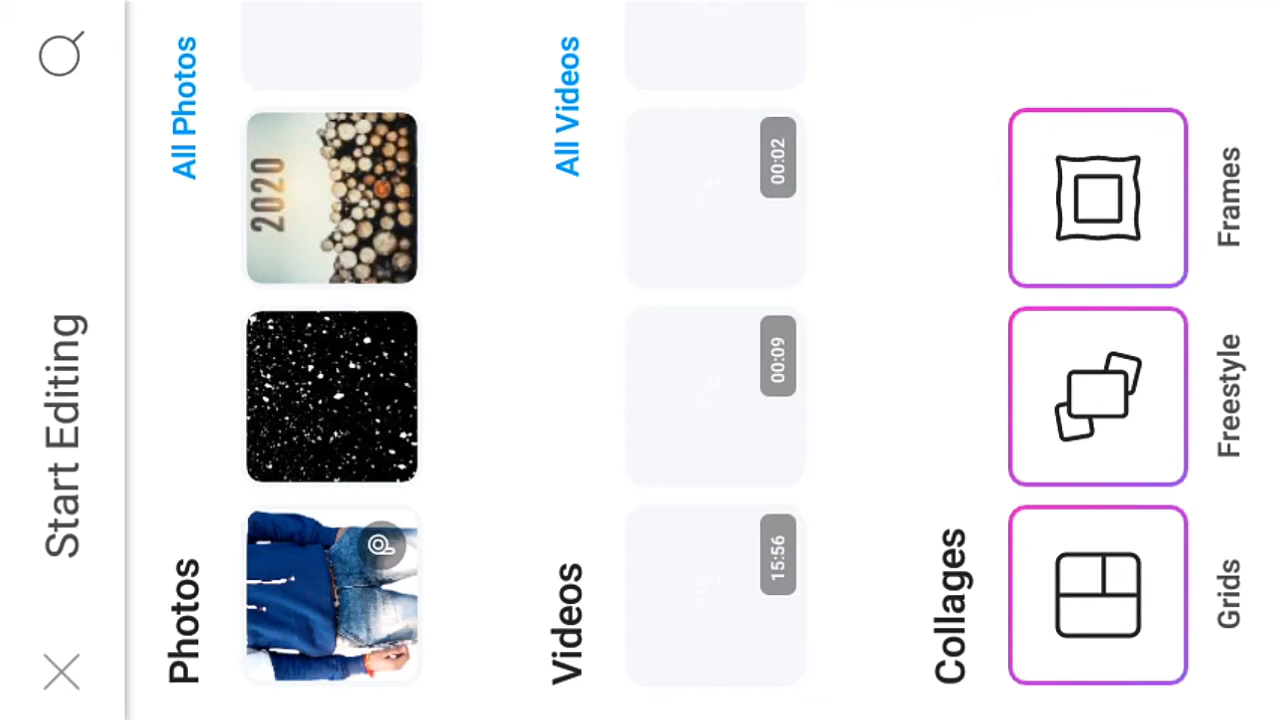 Start Editing
Photos
All Photos
2020
Videos
All Videos
15:56
00:09
00:02
Collages
Grids
Freestyle
Frames